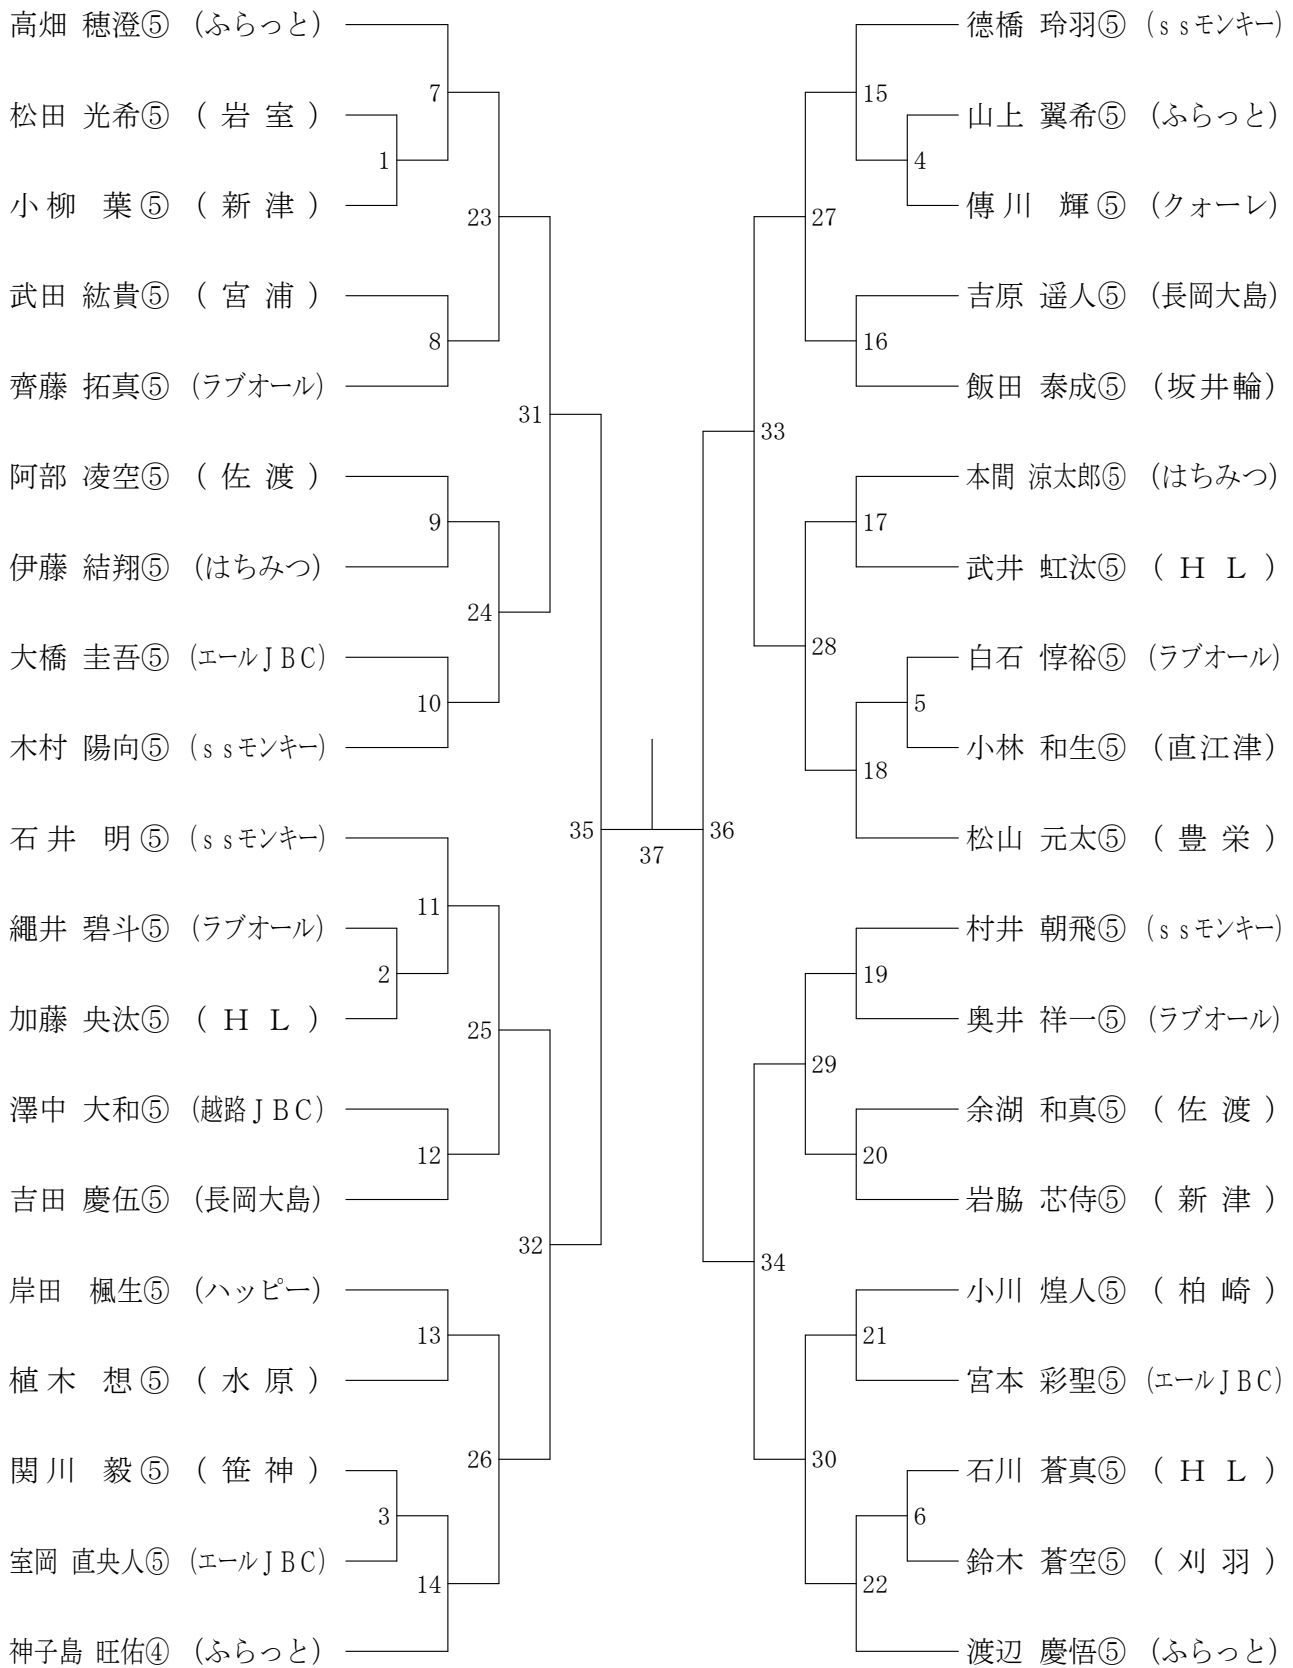 高畑 穂澄⑤ (ふらっと)
松田 光希⑤ (岩室)
小柳 葉⑤ (新津)
武田 紘貴⑤ (宮浦)
齊藤 拓真⑤ (ラブオール)
阿部 凌空⑤ (佐渡)
伊藤 結翔⑤ (はちみつ)
大橋 圭吾⑤ (エールJBC)
木村 陽向⑤ (ssモンキー)
石井 明⑤ (ssモンキー)
繩井 碧斗⑤ (ラブオール)
加藤 央汰⑤ (HL)
澤中 大和⑤ (越路JBC)
吉田 慶伍⑤ (長岡大島)
岸田 楓生⑤ (ハッピー)
植木 想⑤ (水原)
関川 毅⑤ (笹神)
室岡 直央人⑤ (エールJBC)
神子島 旺佑④ (ふらっと)
1
2
3
7
8
9
10
11
12
13
14
23
24
25
26
31
32
35
37
36
33
34
27
28
29
30
15
16
17
18
19
20
21
22
4
5
6
德橋 玲羽⑤ (ssモンキー)
山上 翼希⑤ (ふらっと)
傳川 輝⑤ (クォーレ)
吉原 遥人⑤ (長岡大島)
飯田 泰成⑤ (坂井輪)
本間 涼太郎⑤ (はちみつ)
武井 虹汰⑤ (HL)
白石 惇裕⑤ (ラブオール)
小林 和生⑤ (直江津)
松山 元太⑤ (豊栄)
村井 朝飛⑤ (ssモンキー)
奥井 祥一⑤ (ラブオール)
余湖 和真⑤ (佐渡)
岩脇 芯侍⑤ (新津)
小川 煌人⑤ (柏崎)
宮本 彩聖⑤ (エールJBC)
石川 蒼真⑤ (HL)
鈴木 蒼空⑤ (刈羽)
渡辺 慶悟⑤ (ふらっと)